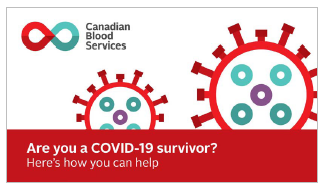 Canadian
Blood
Services
Are you a COVID-19 survivor?
Here's how you can help